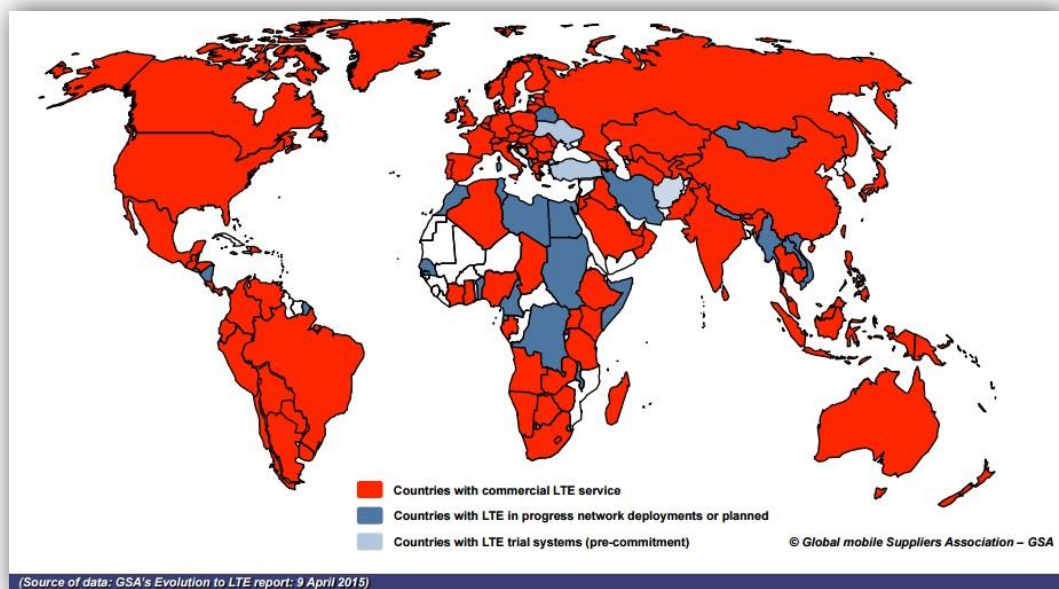 Countries with commercial LTE service
Countries with LTE in progress network deployments or planned
Countries with LTE trial systems (pre-commitment)
© Global mobile Suppliers Association – GSA
(Source of data: GSA's Evolution to LTE report: 9 April 2015)